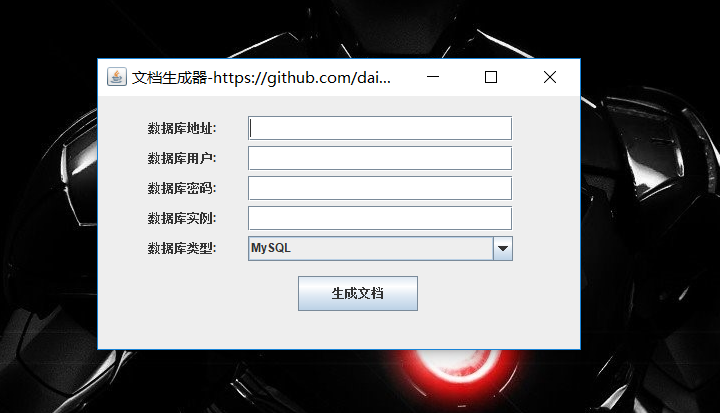 文档生成器-https://github.com/dai...
数据库地址:
数据库用户:
数据库密码:
数据库实例:
数据库类型: MySQL
生成文档